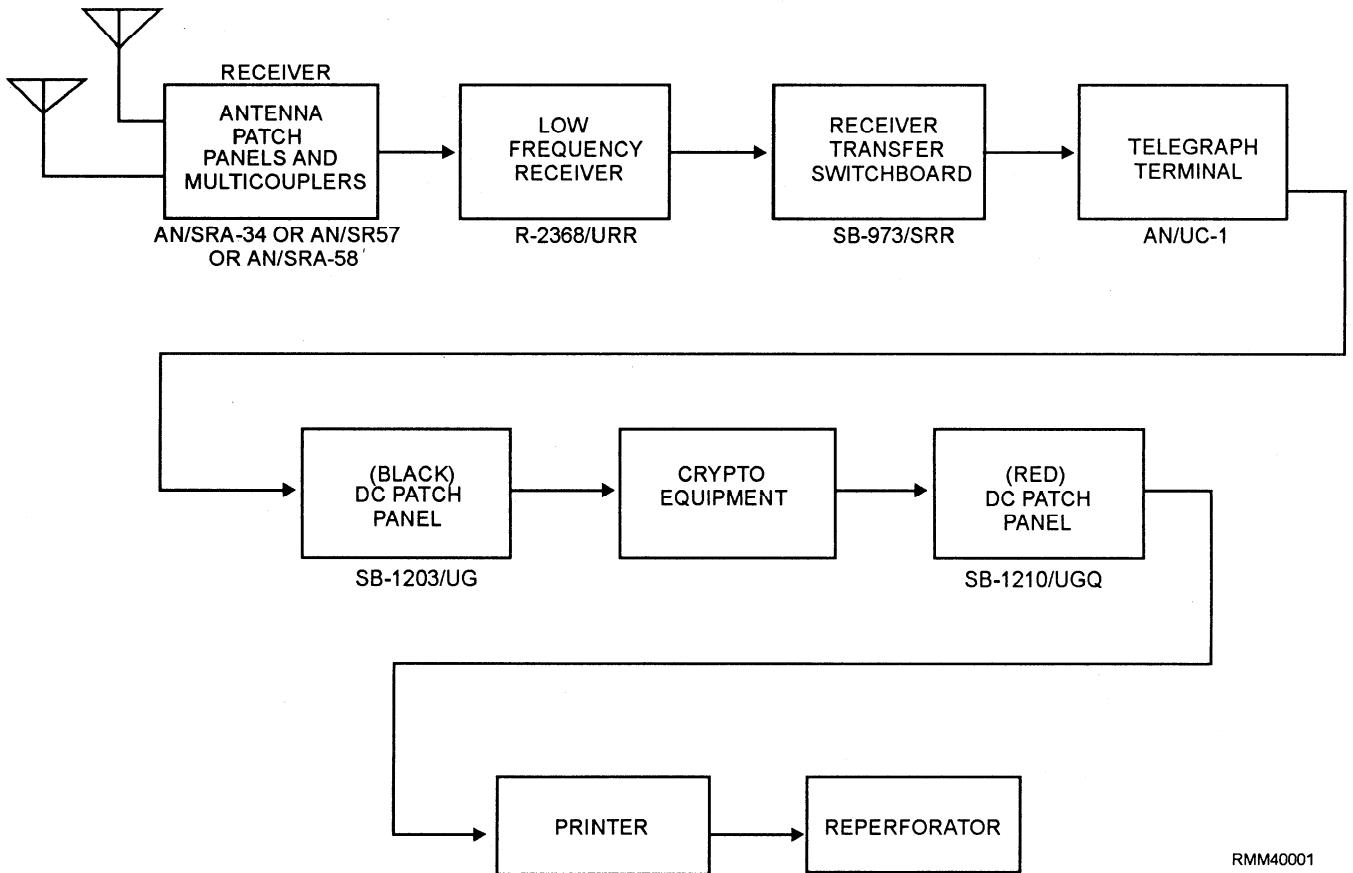 RECEIVER
ANTENNA
PATCH
PANELS AND
MULTICOUPLERS
AN/SRA-34 OR AN/SR57
OR AN/SRA-58
LOW
FREQUENCY
RECEIVER
R-2368/URR
RECEIVER
TRANSFER
SWITCHBOARD
SB-973/SRR
TELEGRAPH
TERMINAL
AN/UC-1
(BLACK)
DC PATCH
PANEL
SB-1203/UG
CRYPTO
EQUIPMENT
(RED)
DC PATCH
PANEL
SB-1210/UGQ
PRINTER
REPERFORATOR
RMM40001